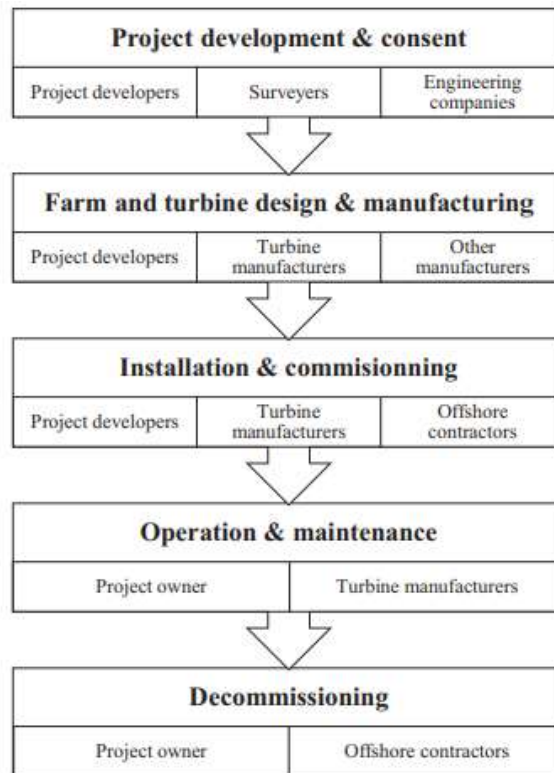 Project development & consent
Project developers
Surveyers
Engineering
companies
Farm and turbine design & manufacturing
Project developers
Turbine
manufacturers
Other
manufacturers
Installation & commisionning
Project developers
Turbine
manufacturers
Offshore
contractors
Operation & maintenance
Project owner
Turbine manufacturers
Decommissioning
Project owner
Offshore contractors